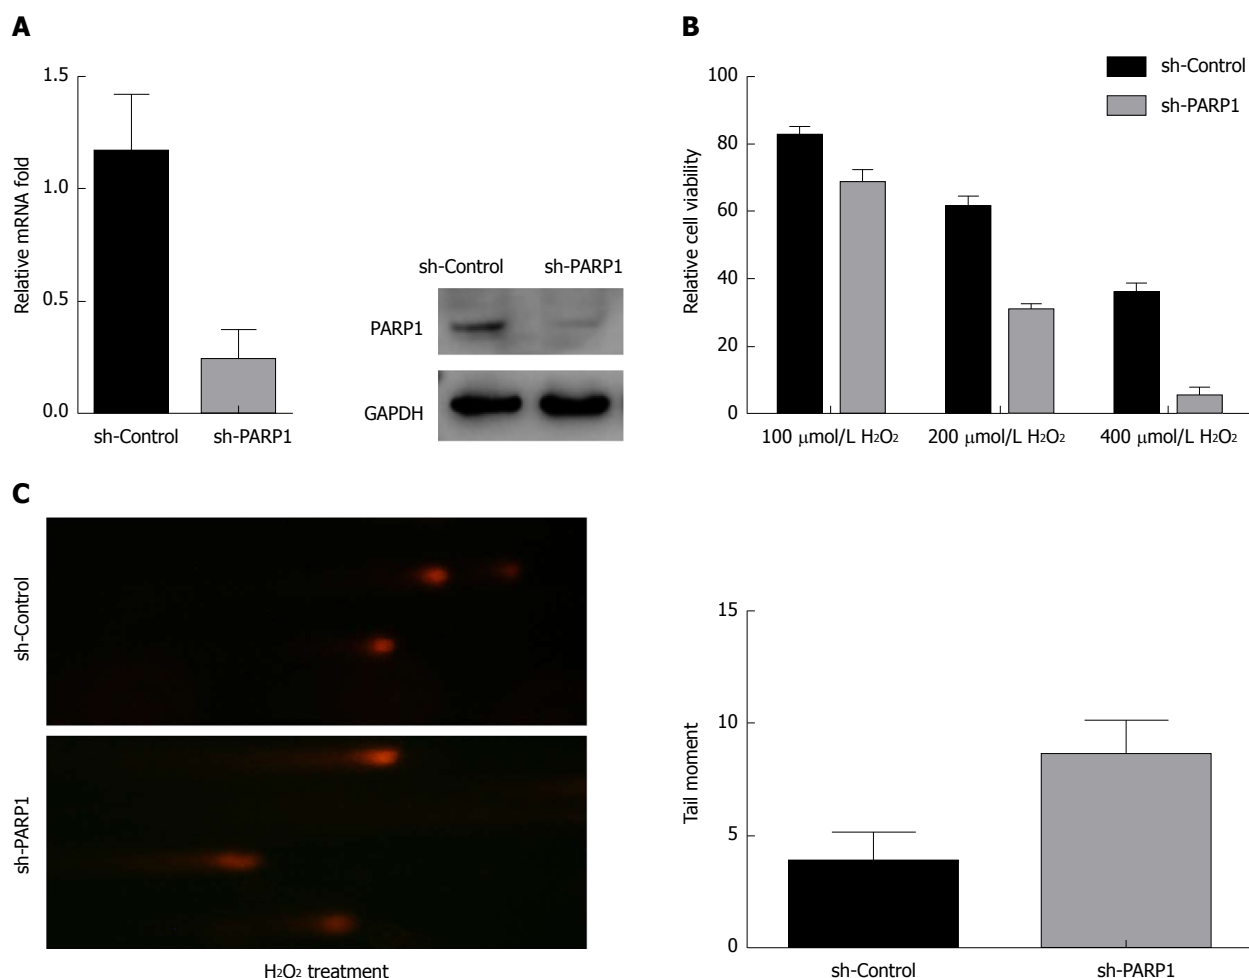 A
1.5
1.0
0.5
0.0
Relative mRNA fold
sh-Control sh-PARP1
sh-Control sh-PARP1
PARP1
GAPDH
B
sh-Control
sh-PARP1
100
80
60
40
20
0
Relative cell viability
100 μmol/L H₂O₂ 200 μmol/L H₂O₂ 400 μmol/L H₂O₂
C
sh-Control
sh-PARP1
H₂O₂ treatment
15
10
5
0
Tail moment
sh-Control sh-PARP1